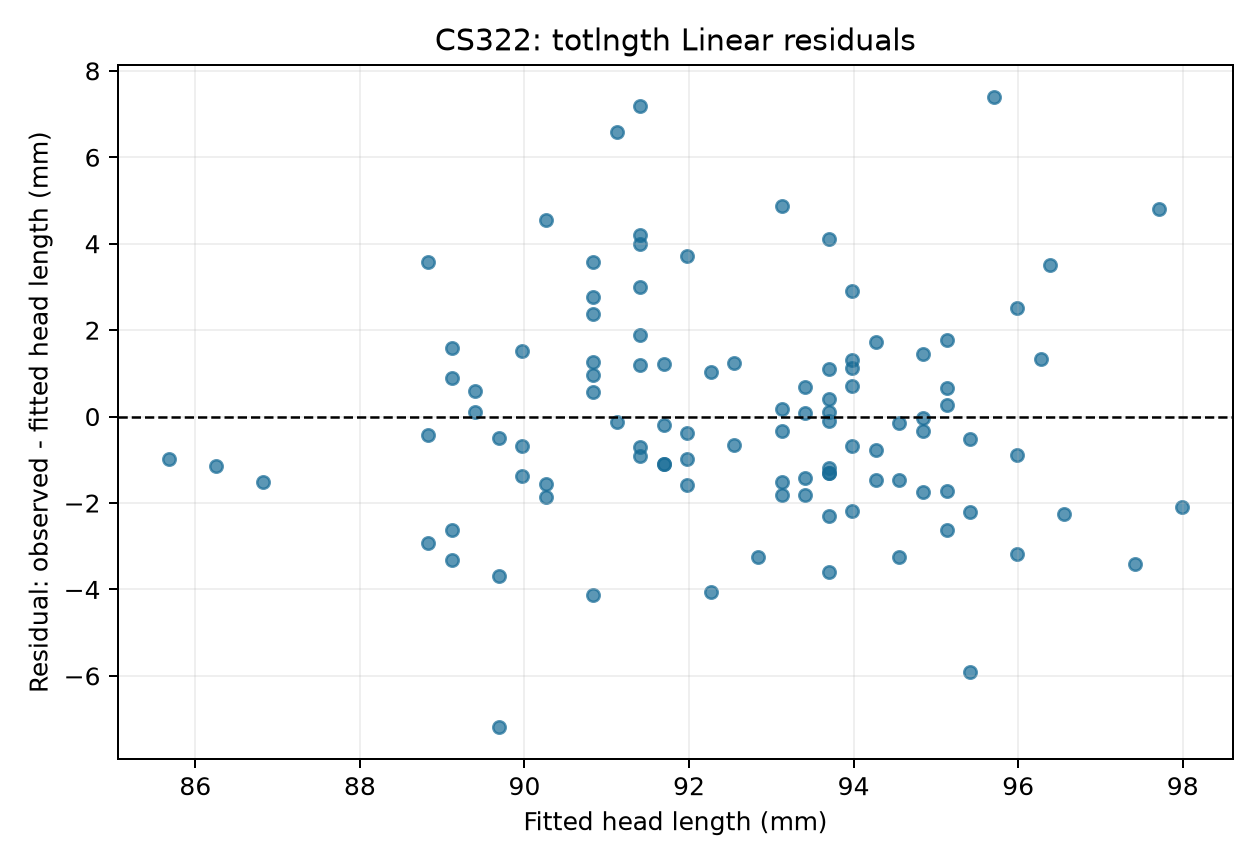 CS322: totlngth Linear residuals
Residual: observed - fitted head length (mm)
8
6
4
2
0
−2
−4
−6
86 88 90 92 94 96 98
Fitted head length (mm)